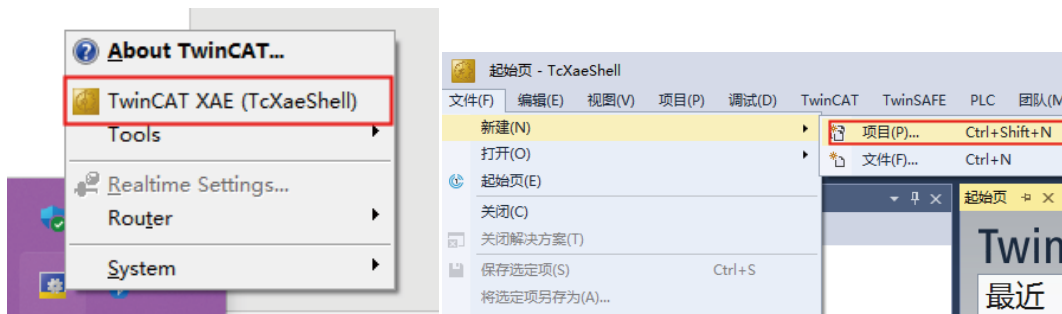 About TwinCAT...
TwinCAT XAE (TcXaeShell)
Tools
Realtime Settings...
Router
System
起始页 - TcXaeShell
文件(F) 编辑(E) 视图(V) 项目(P) 调试(D) TwinCAT TwinSAFE PLC 团队(M
新建(N)
项目(P)... Ctrl+Shift+N
打开(O)
文件(F)... Ctrl+N
起始页(E)
关闭(C)
起始页
关闭解决方案(T)
保存选定项(S) Ctrl+S
将选定项另存为(A)...
Twin
最近